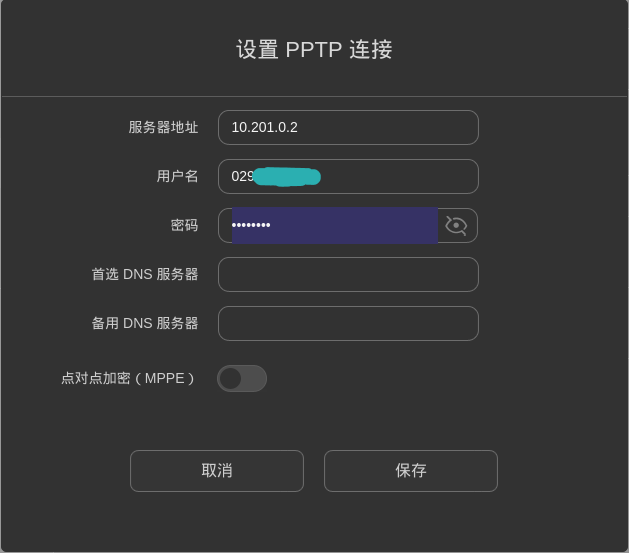 设置 PPTP 连接
服务器地址 10.201.0.2
用户名 029
密码 ••••••••
首选 DNS 服务器
备用 DNS 服务器
点对点加密（MPPE）
取消 保存